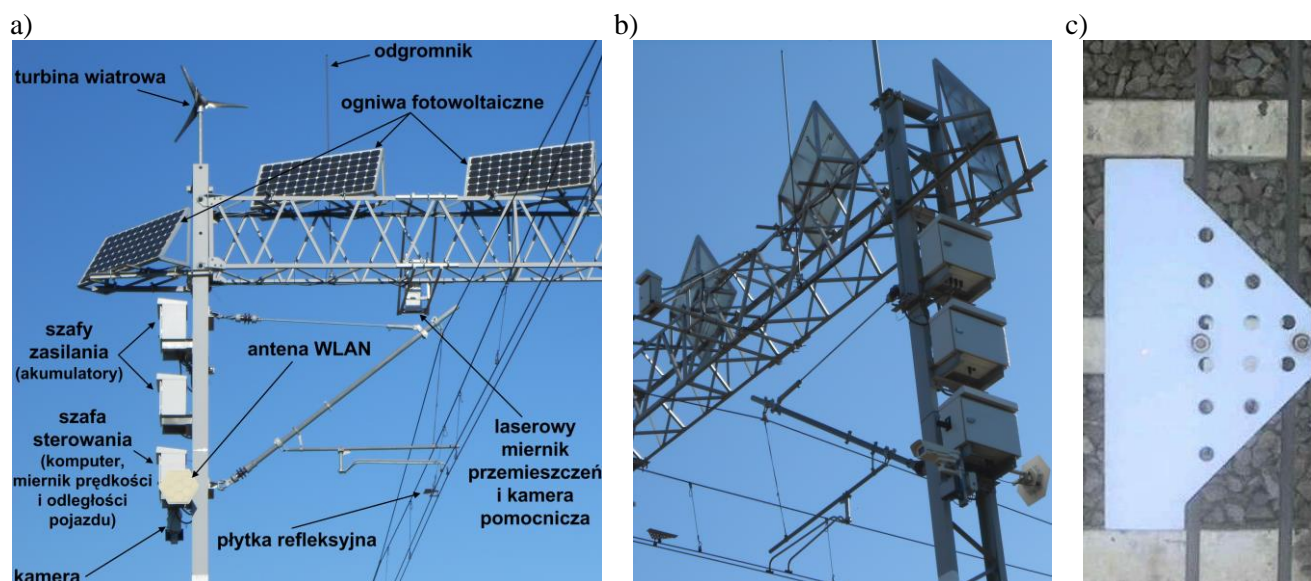 a)
b)
c)
odgromnik
turbina wiatrowa
ogniwa fotowoltaiczne
szafy
zasilania
(akumulatory)
antena WLAN
szafa
sterowania
(komputer,
miernik prędkości
i odległości
pojazdu)
laserowy
miernik
przemieszczeń
i kamera
pomocnicza
płytka refleksyjna
kamera